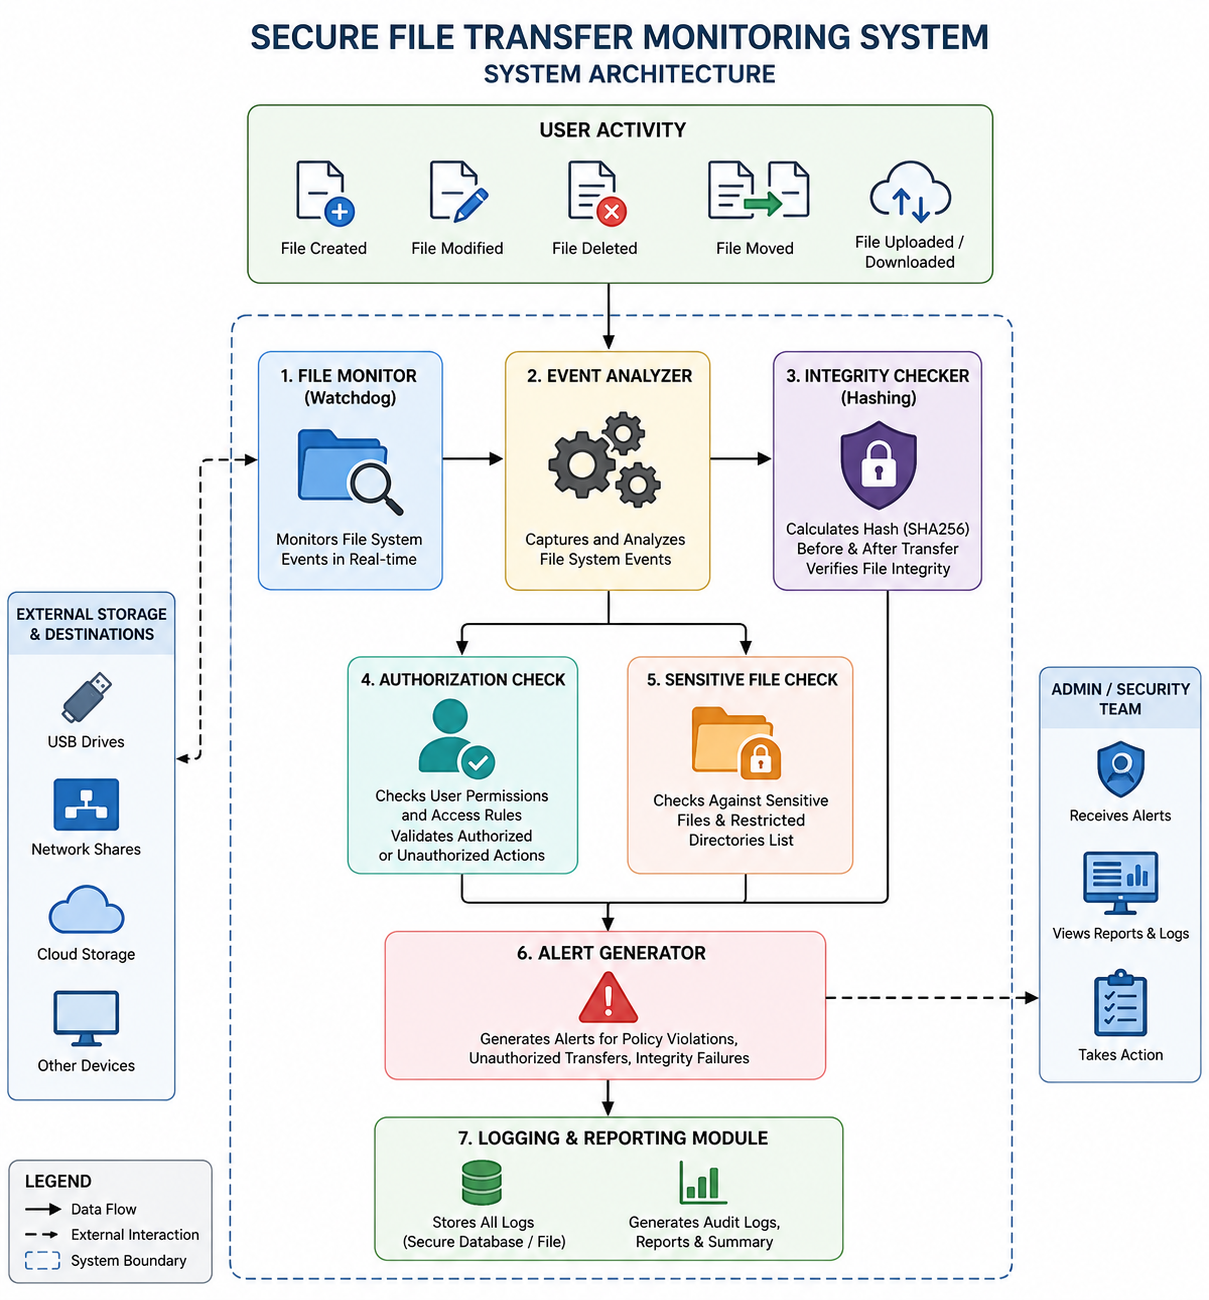 SECURE FILE TRANSFER MONITORING SYSTEM
SYSTEM ARCHITECTURE
USER ACTIVITY
File Created
File Modified
File Deleted
File Moved
File Uploaded /
Downloaded
1. FILE MONITOR
(Watchdog)
Monitors File System
Events in Real-time
2. EVENT ANALYZER
Captures and Analyzes
File System Events
3. INTEGRITY CHECKER
(Hashing)
Calculates Hash (SHA256)
Before & After Transfer
Verifies File Integrity
EXTERNAL STORAGE
& DESTINATIONS
USB Drives
Network Shares
Cloud Storage
Other Devices
4. AUTHORIZATION CHECK
Checks User Permissions
and Access Rules
Validates Authorized
or Unauthorized Actions
5. SENSITIVE FILE CHECK
Checks Against Sensitive
Files & Restricted
Directories List
ADMIN / SECURITY
TEAM
Receives Alerts
Views Reports & Logs
Takes Action
6. ALERT GENERATOR
Generates Alerts for Policy Violations,
Unauthorized Transfers, Integrity Failures
7. LOGGING & REPORTING MODULE
Stores All Logs
(Secure Database / File)
Generates Audit Logs,
Reports & Summary
LEGEND
Data Flow
External Interaction
System Boundary